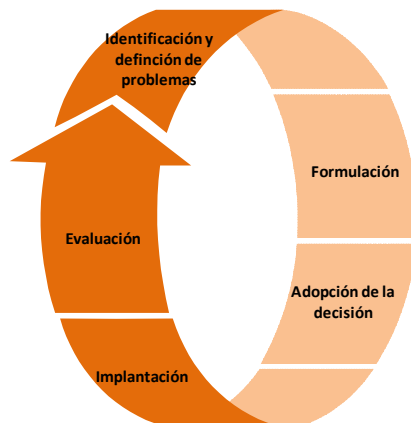 Identificación y
definción de
problemas
Formulación
Adopción de la
decisión
Implantación
Evaluación